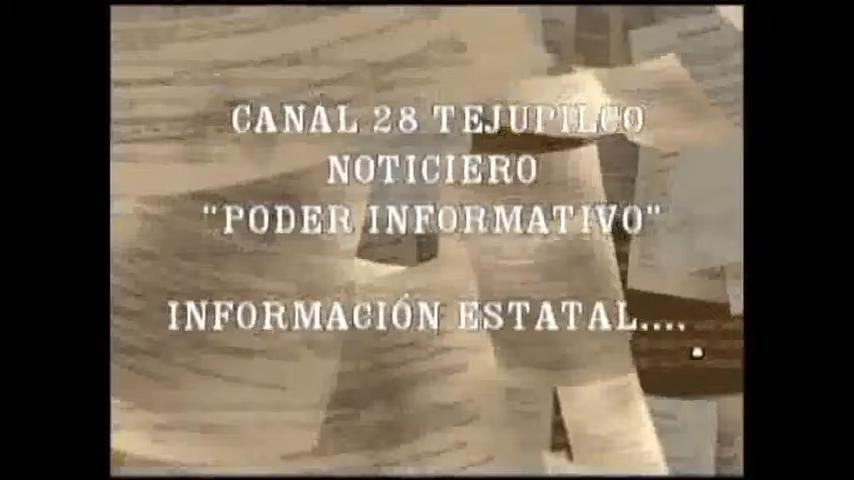 CANAL 28 TEJUPILCO
NOTICIERO
"PODER INFORMATIVO"
INFORMACIÓN ESTATAL....